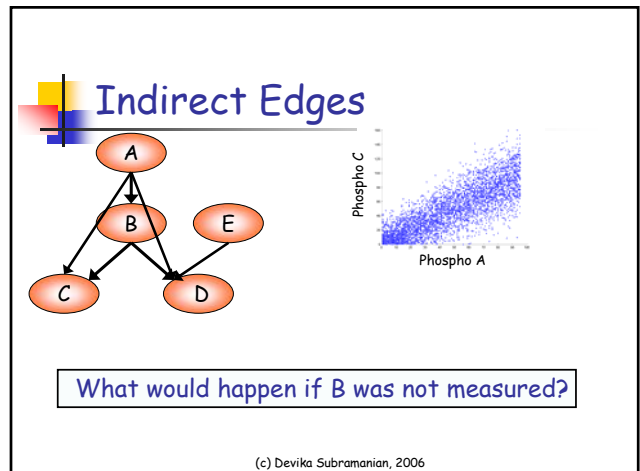 Indirect Edges
A
B
E
C
D
Phospho C
Phospho A
What would happen if B was not measured?
(c) Devika Subramanian, 2006